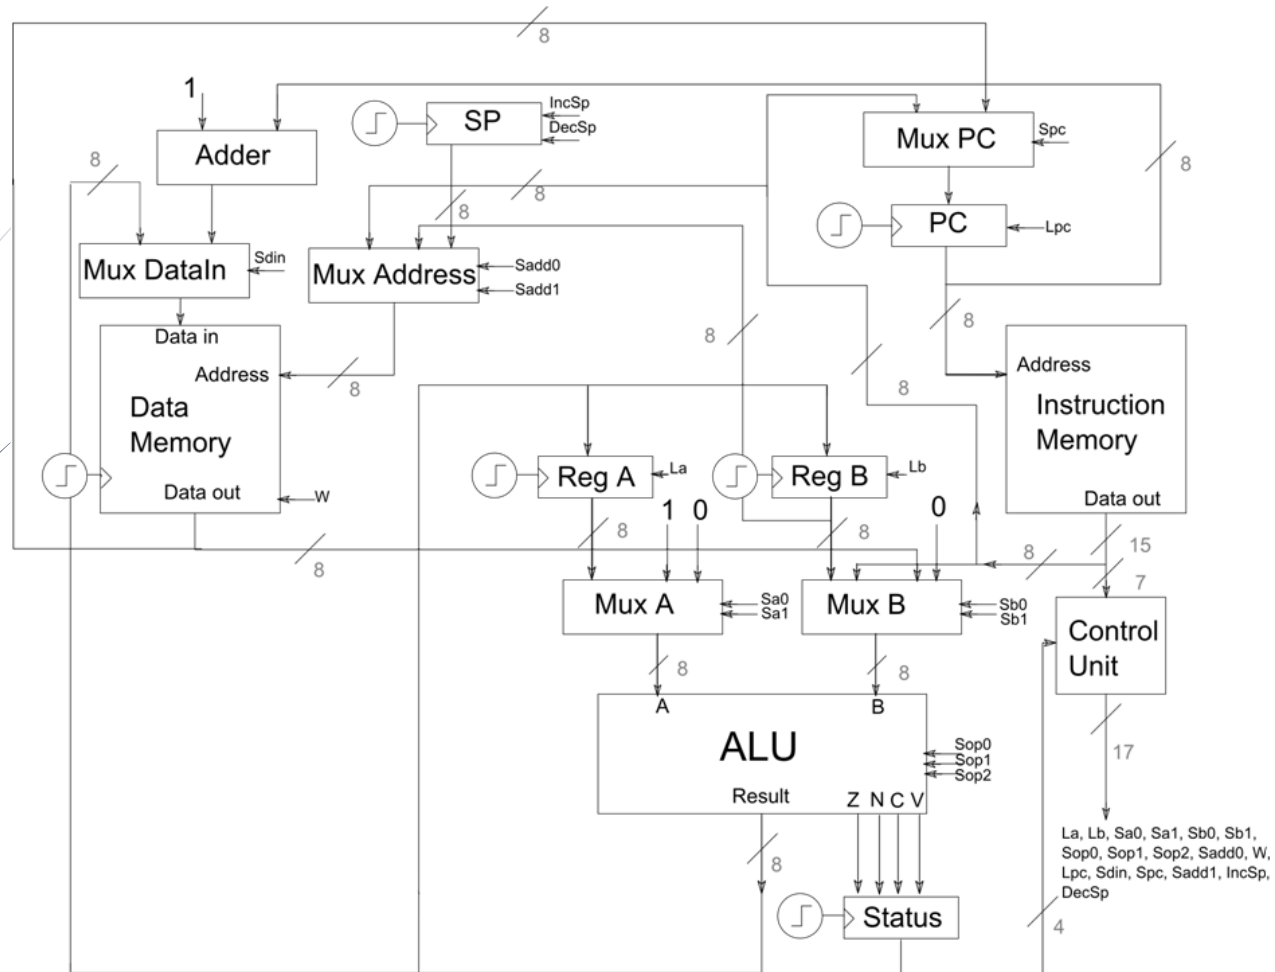 8
1
IncSp
SP
DecSp
Mux PC
Spc
Adder
8
8
8
8
PC
Lpc
Mux DataIn
Sdin
Mux Address
Sadd0
Sadd1
8
8
Data in
Address
8
8
Address
Data
Memory
Instruction
Memory
Reg A
La
Reg B
Lb
Data out
W
Data out
1
0
0
8
8
8
8
15
7
Mux A
Sa0
Sa1
Mux B
Sb0
Sb1
Control
Unit
8
8
A
B
ALU
Sop0
Sop1
Sop2
17
Result
Z N C V
8
La, Lb, Sa0, Sa1, Sb0, Sb1,
Sop0, Sop1, Sop2, Sadd0, W,
Lpc, Sdin, Spc, Sadd1, IncSp,
DecSp
Status
4